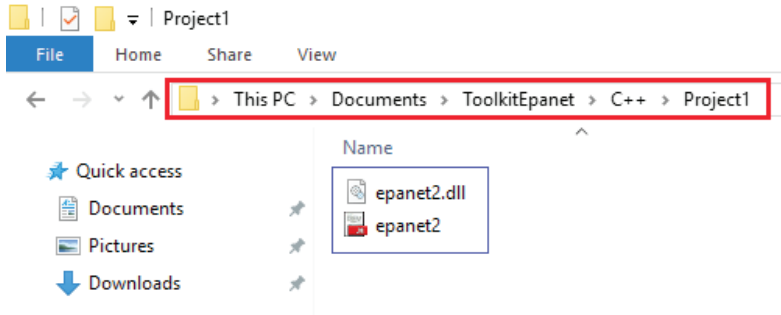 Project1
File Home Share View
This PC > Documents > ToolkitEpanet > C++ > Project1
Name
Quick access
epanet2.dll
Documents
epanet2
Pictures
Downloads